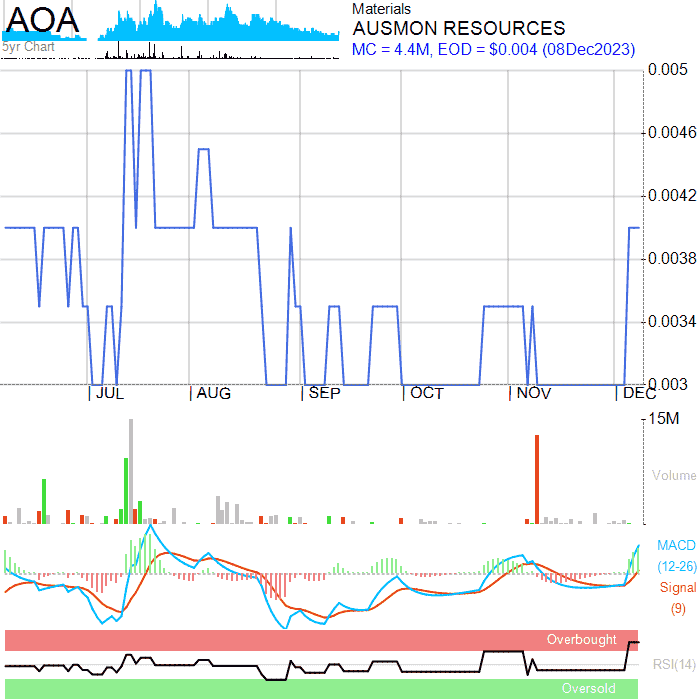 AOA
5yr Chart
Materials
AUSMON RESOURCES
MC = 4.4M, EOD = $0.004 (08Dec2023)
0.005
0.0046
0.0042
0.0038
0.0034
0.003
JUL AUG SEP OCT NOV DEC
15M
Volume
MACD
(12-26)
Signal
(9)
Overbought
RSI(14)
Oversold